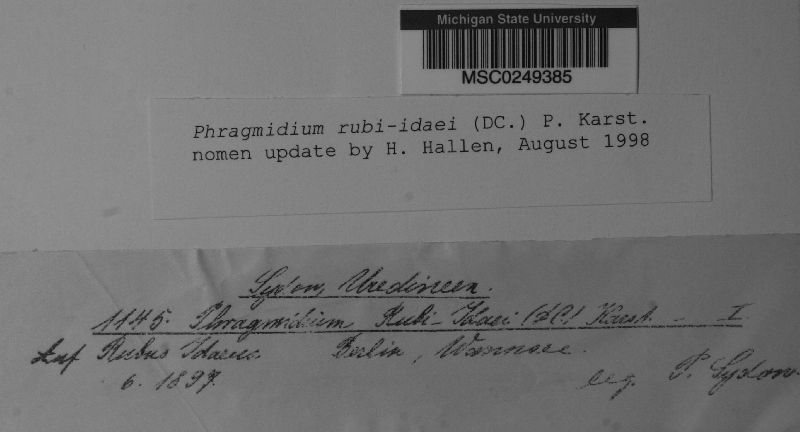 Michigan State University
MSC0249385
Phragmidium rubi-idaei (DC.) P. Karst.
nomen update by H. Hallen, August 1998
Sydow, Uredineen.
1145. Phragmidium Rubi-Idaei (DC) Karst. - I
Auf Rubus Idaeus Berlin, Wannsee.
6. 1897. leg. P. Sydow.